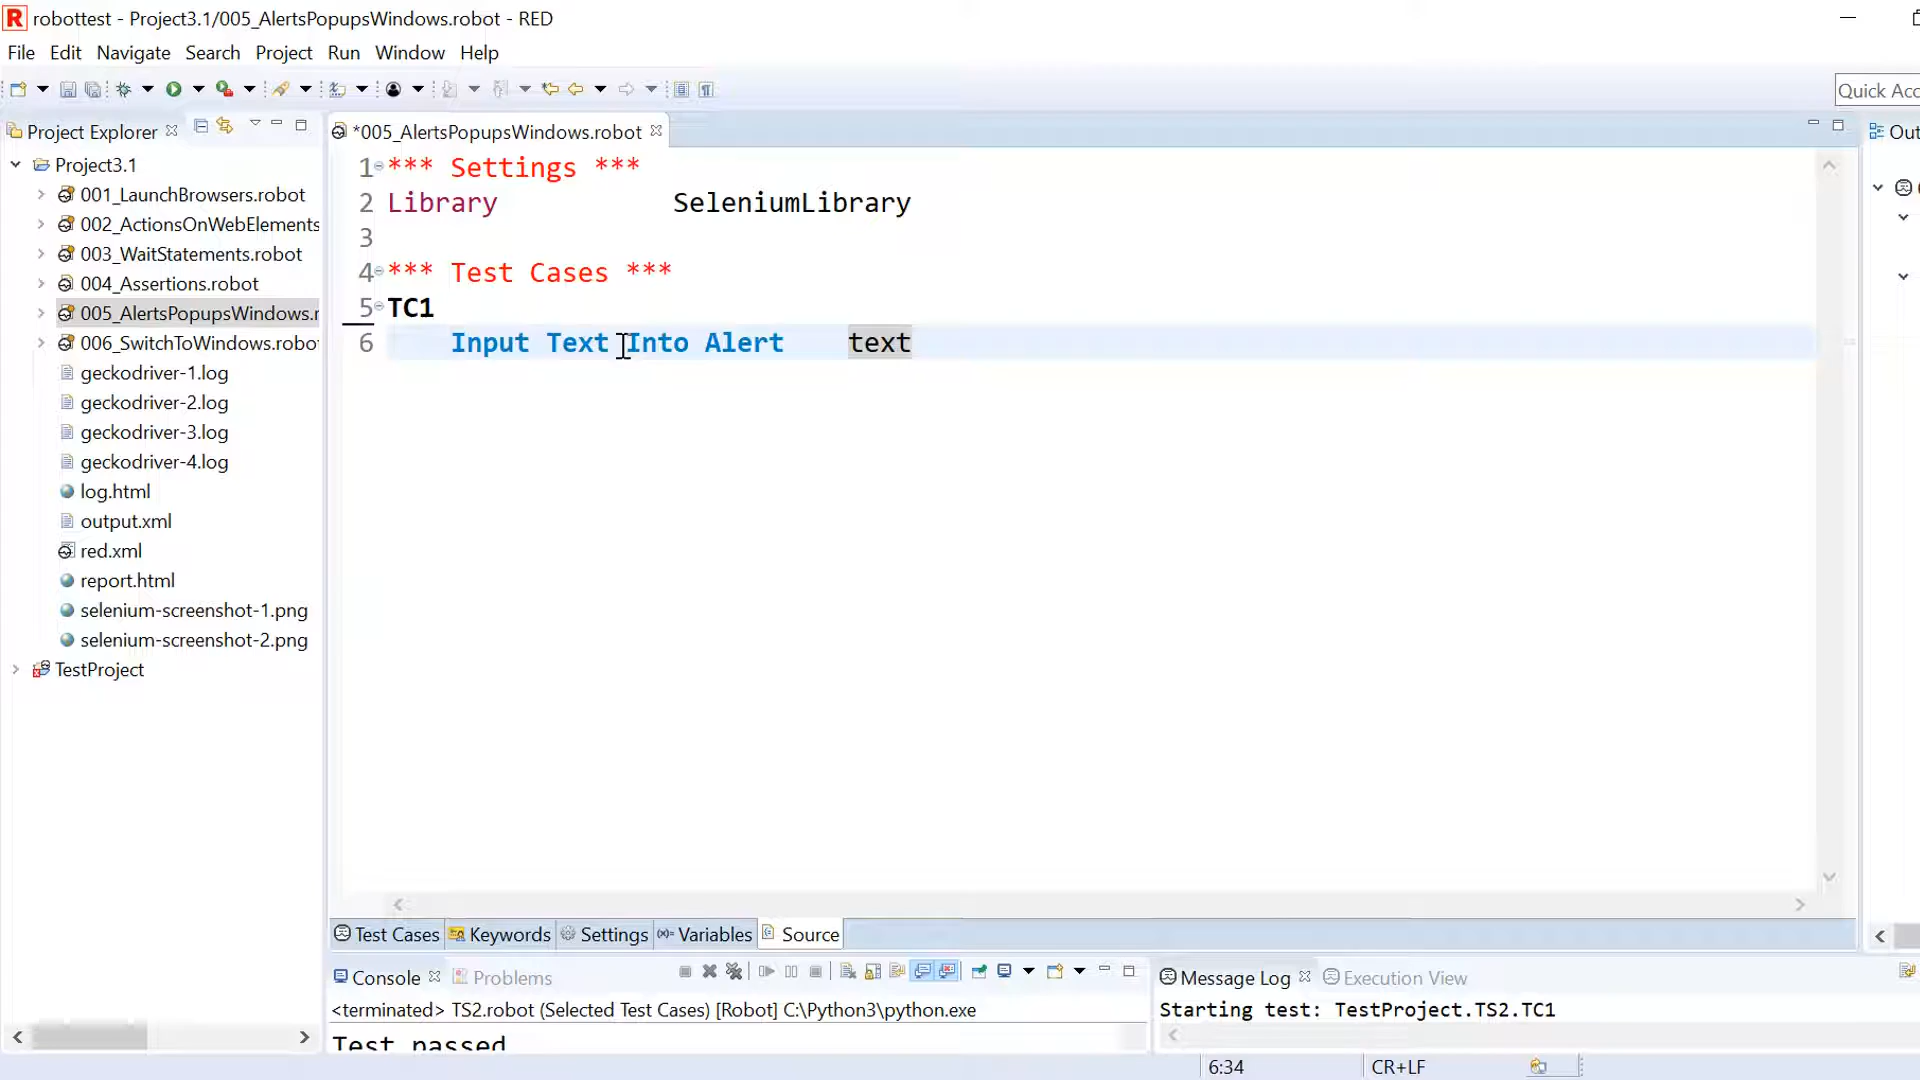 robottest - Project3.1/005_AlertsPopupsWindows.robot - RED
File Edit Navigate Search Project Run Window Help
Quick Acc
Project Explorer
*005_AlertsPopupsWindows.robot
Out
Project3.1
001_LaunchBrowsers.robot
002_ActionsOnWebElements
003_WaitStatements.robot
004_Assertions.robot
005_AlertsPopupsWindows.r
006_SwitchToWindows.robo
geckodriver-1.log
geckodriver-2.log
geckodriver-3.log
geckodriver-4.log
log.html
output.xml
red.xml
report.html
selenium-screenshot-1.png
selenium-screenshot-2.png
TestProject
1 *** Settings ***
2 Library SeleniumLibrary
3
4 *** Test Cases ***
5 TC1
6 Input Text Into Alert text
Test Cases Keywords Settings Variables Source
Console Problems
<terminated> TS2.robot (Selected Test Cases) [Robot] C:\Python3\python.exe
Test passed
Message Log Execution View
Starting test: TestProject.TS2.TC1
6:34 CR+LF